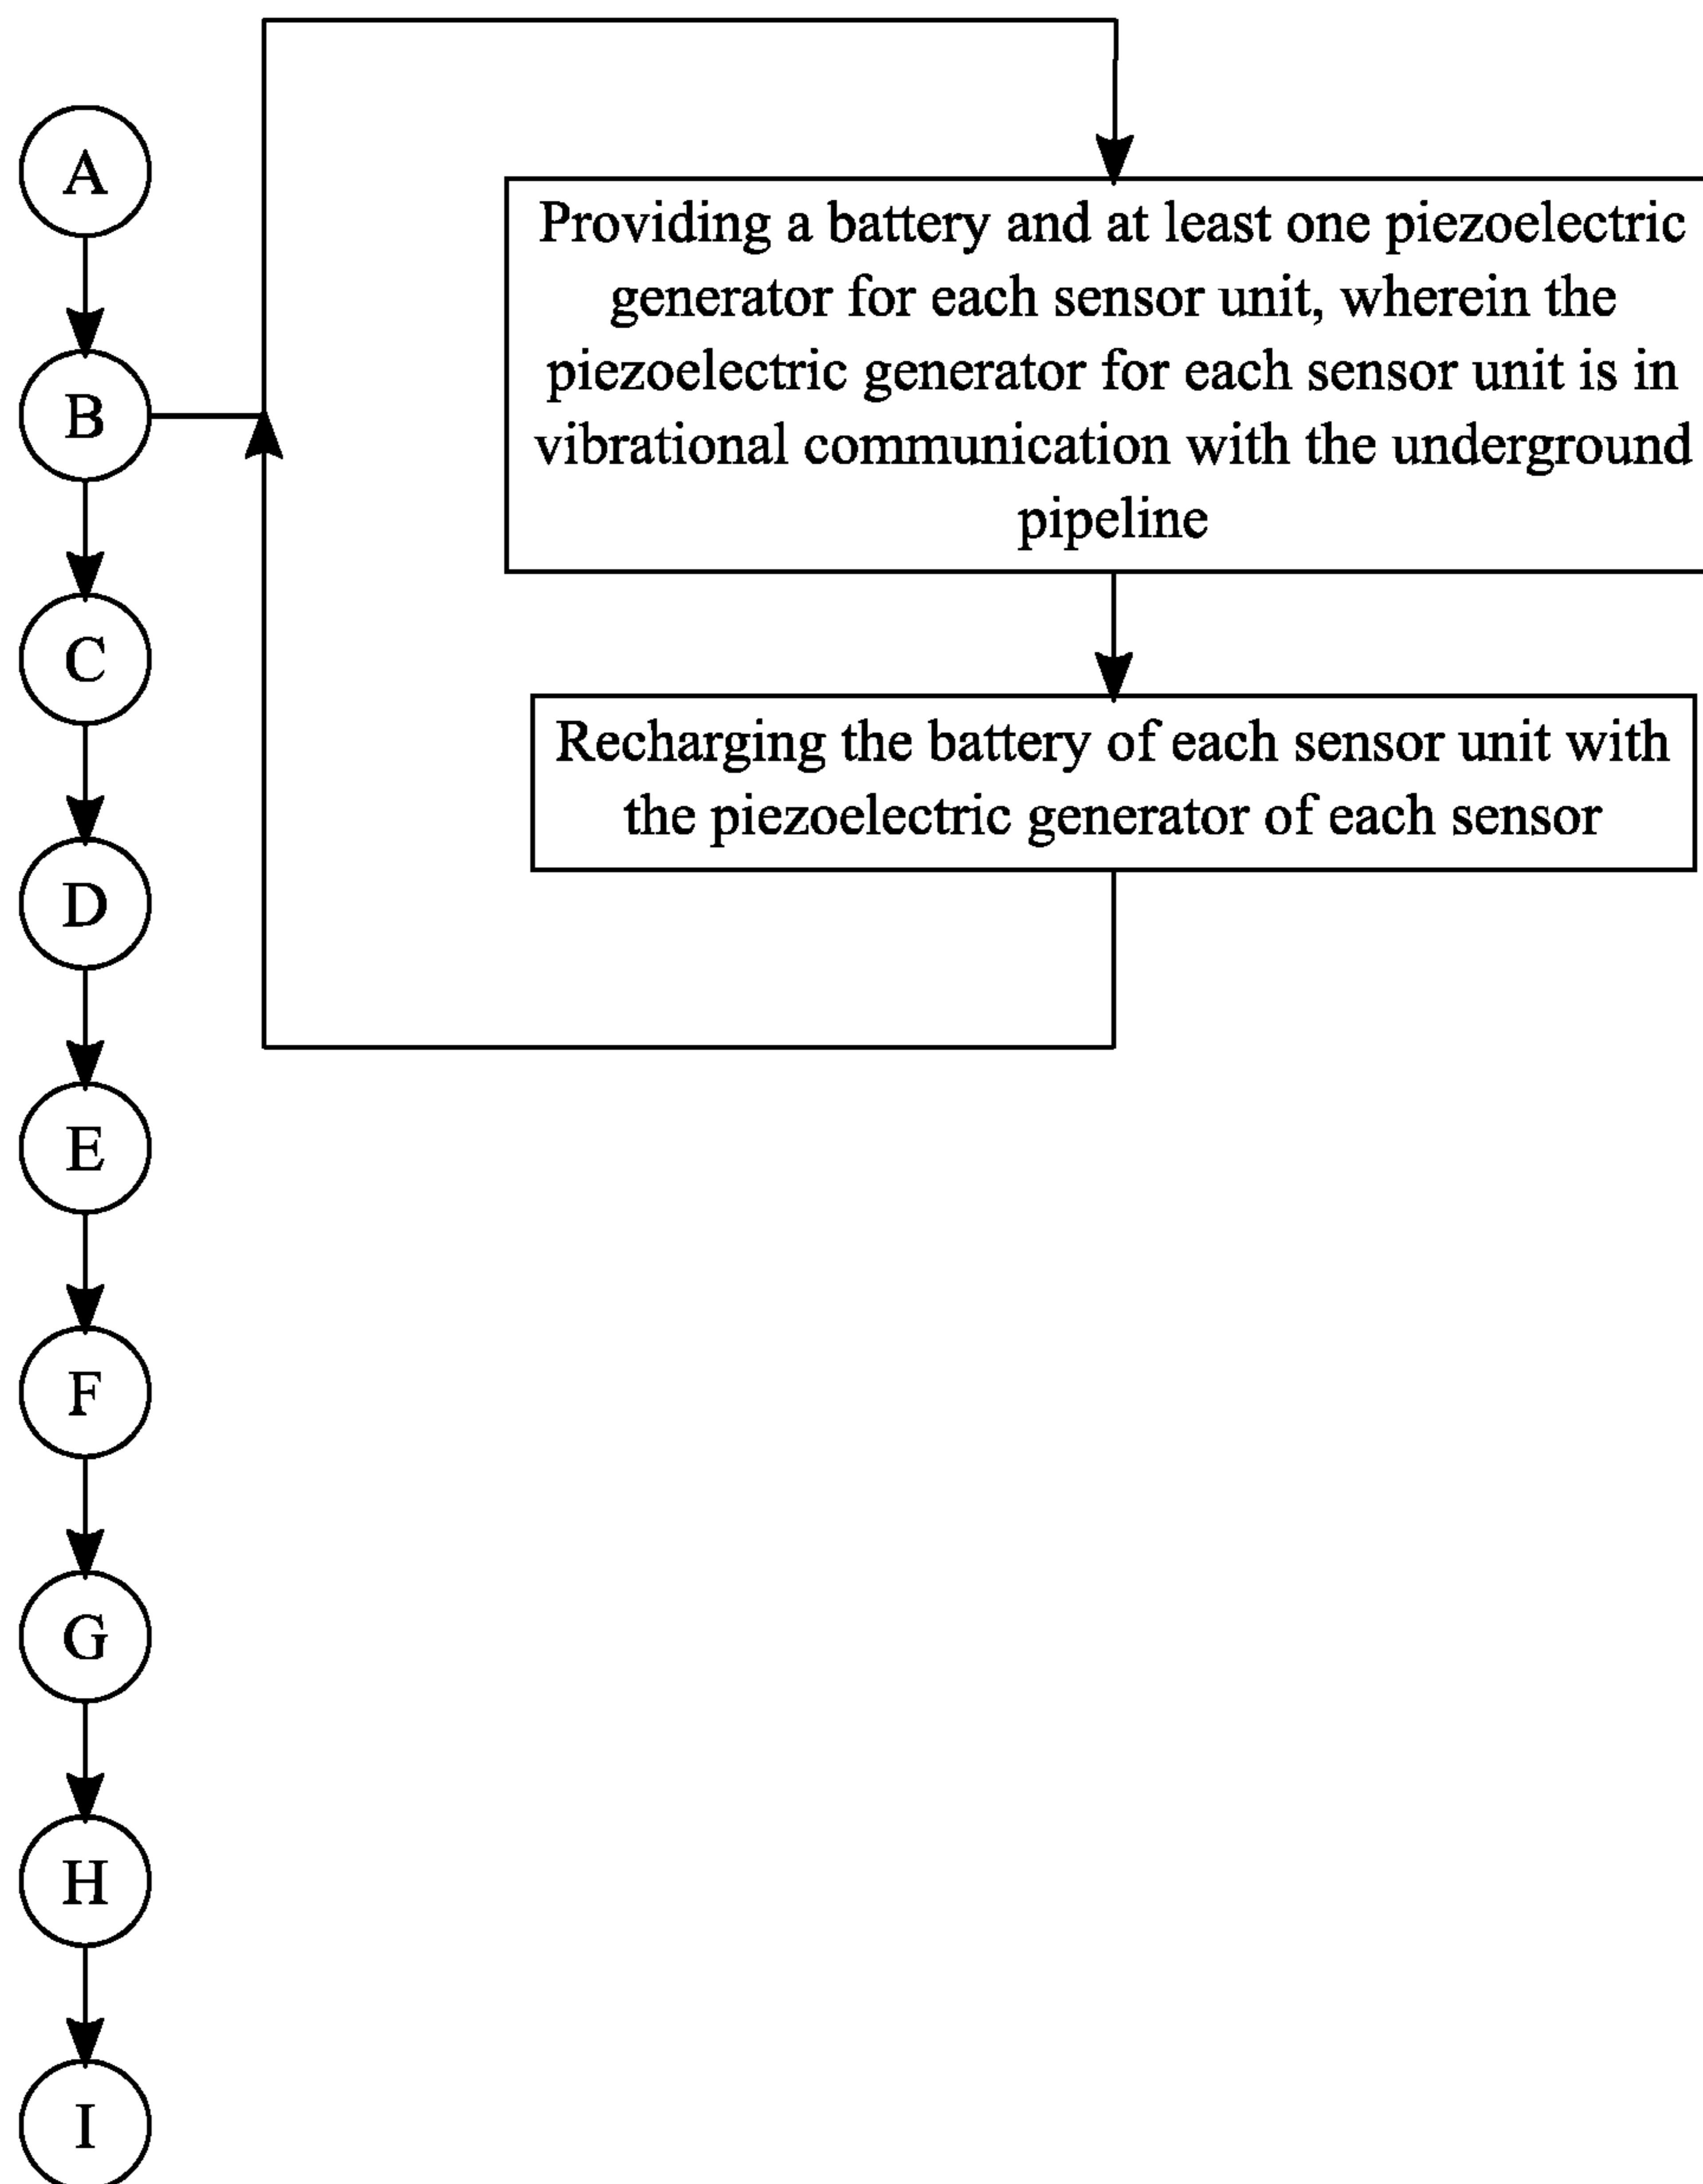 A
B
C
D
E
F
G
H
I
Providing a battery and at least one piezoelectric
generator for each sensor unit, wherein the
piezoelectric generator for each sensor unit is in
vibrational communication with the underground
pipeline
Recharging the battery of each sensor unit with
the piezoelectric generator of each sensor